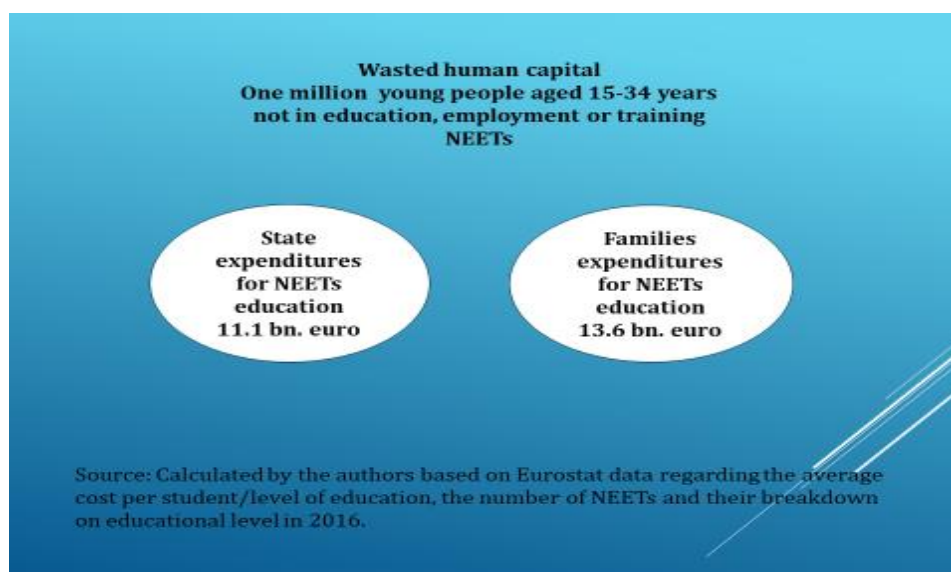 Wasted human capital
One million young people aged 15-34 years
not in education, employment or training
NEETs
State
expenditures
for NEETs
education
11.1 bn. euro
Families
expenditures
for NEETs
education
13.6 bn. euro
Source: Calculated by the authors based on Eurostat data regarding the average
cost per student/level of education, the number of NEETs and their breakdown
on educational level in 2016.